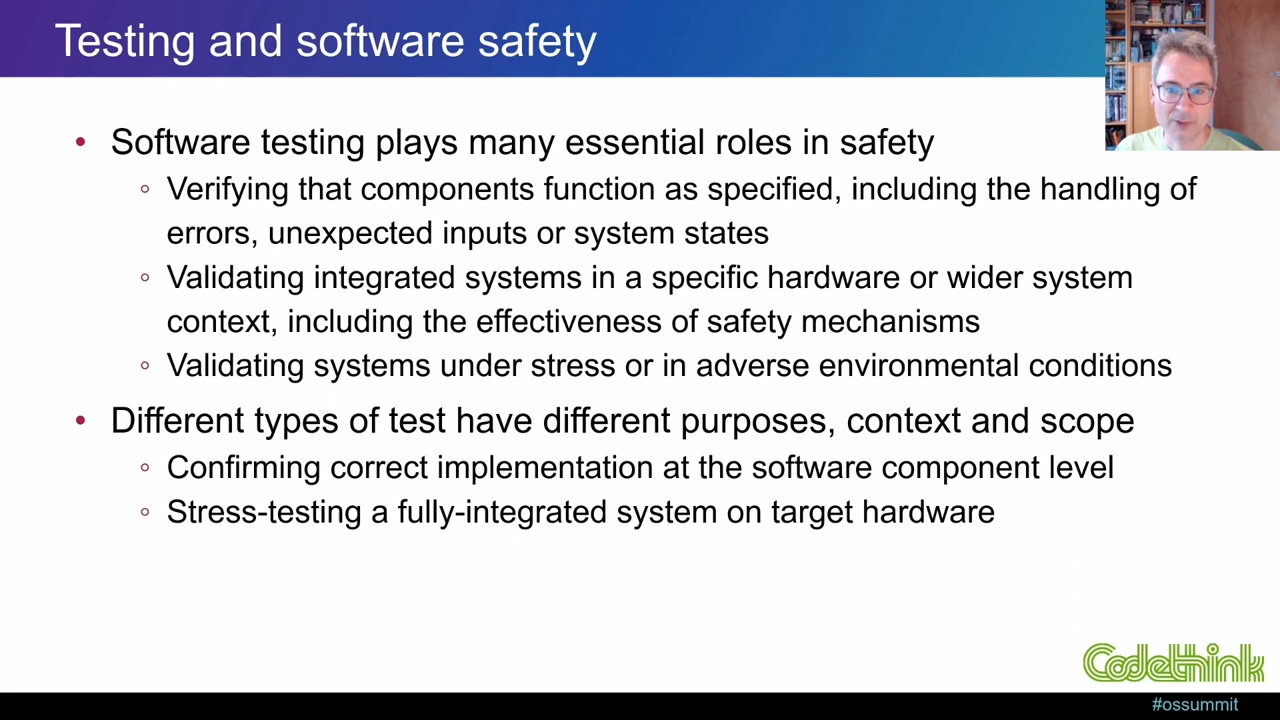 Testing and software safety
• Software testing plays many essential roles in safety
◦ Verifying that components function as specified, including the handling of
errors, unexpected inputs or system states
◦ Validating integrated systems in a specific hardware or wider system
context, including the effectiveness of safety mechanisms
◦ Validating systems under stress or in adverse environmental conditions
• Different types of test have different purposes, context and scope
◦ Confirming correct implementation at the software component level
◦ Stress-testing a fully-integrated system on target hardware
Codethink
#ossummit